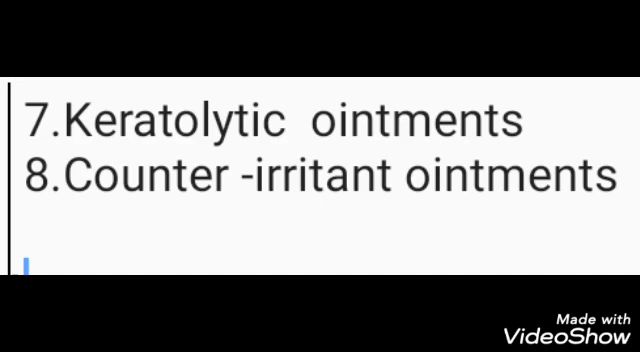 7.Keratolytic  ointments
8.Counter -irritant ointments
Made with
VideoShow